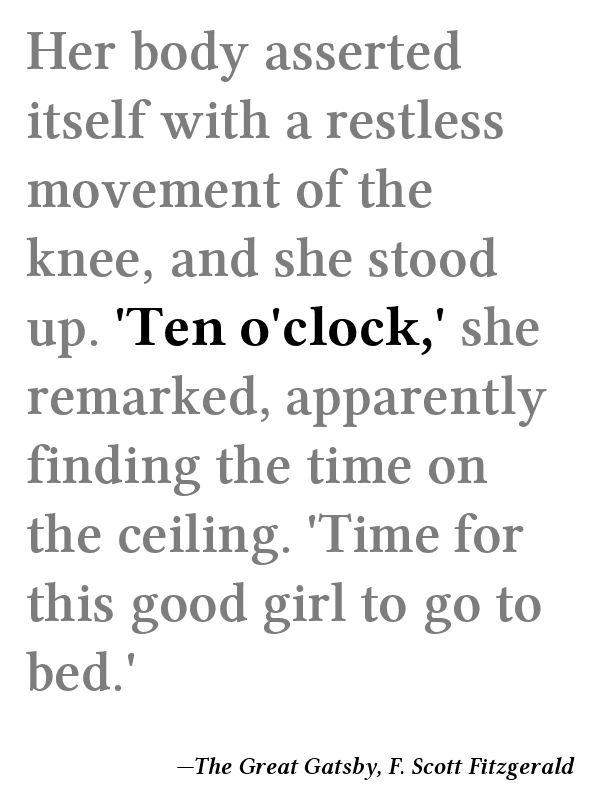 Her body asserted
itself with a restless
movement of the
knee, and she stood
up. 'Ten o'clock,' she
remarked, apparently
finding the time on
the ceiling. 'Time for
this good girl to go to
bed.'
—The Great Gatsby, F. Scott Fitzgerald